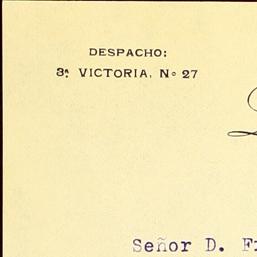 DESPACHO:
3ª VICTORIA, Nº 27
Señor D.